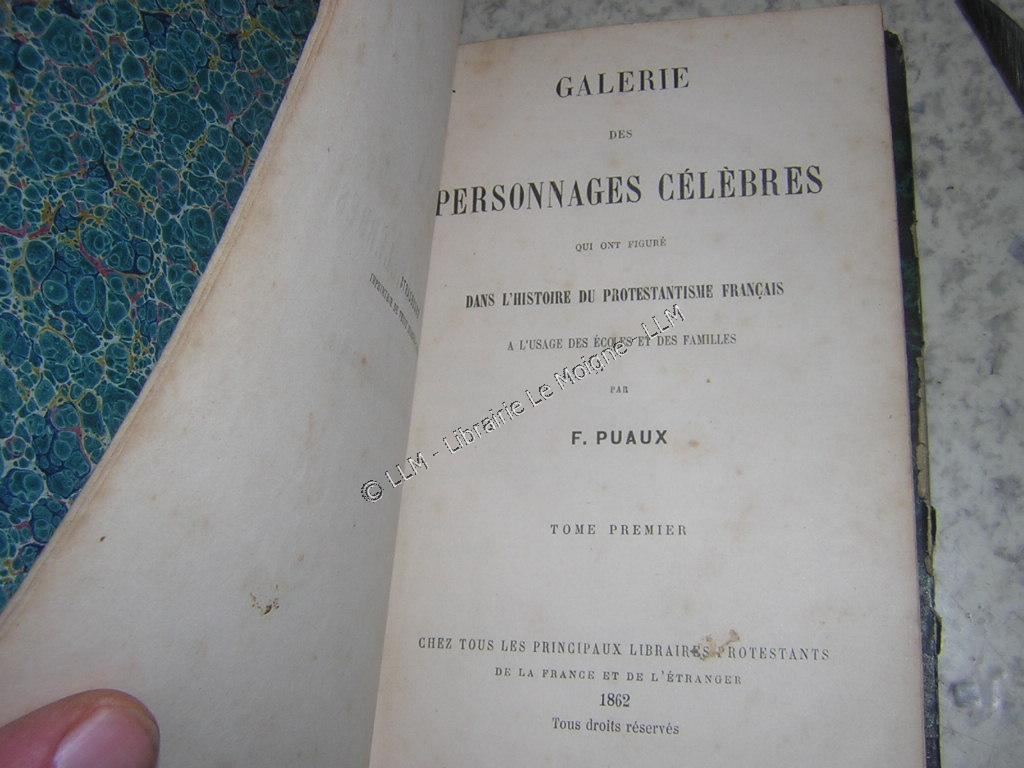 GALERIE
DES
PERSONNAGES CÉLÈBRES
QUI ONT FIGURÉ
DANS L'HISTOIRE DU PROTESTANTISME FRANÇAIS
A L'USAGE DES ÉCOLES ET DES FAMILLES
PAR
F. PUAUX
TOME PREMIER
CHEZ TOUS LES PRINCIPAUX LIBRAIRES PROTESTANTS
DE LA FRANCE ET DE L'ÉTRANGER
1862
Tous droits réservés
© LLM - Librairie Le Moigne - LLM